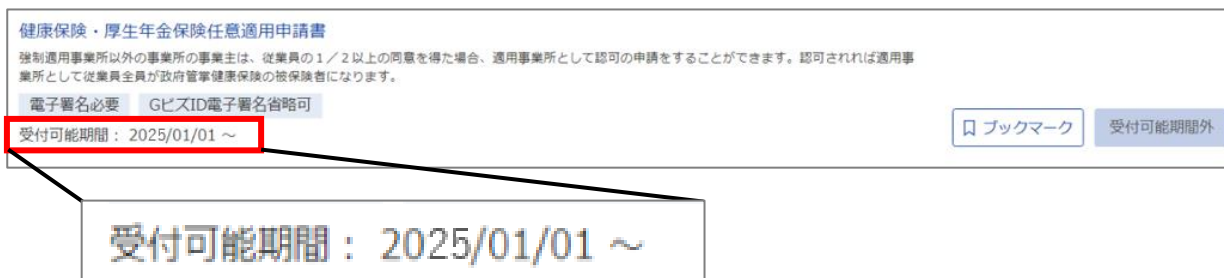 健康保険・厚生年金保険任意適用申請書
強制適用事業所以外の事業所の事業主は、従業員の１／２以上の同意を得た場合、適用事業所として認可の申請をすることができます。認可されれば適用事
業所として従業員全員が政府管掌健康保険の被保険者になります。
電子署名必要 GビズID電子署名省略可
受付可能期間： 2025/01/01 ～
ブックマーク 受付可能期間外
受付可能期間： 2025/01/01 ～